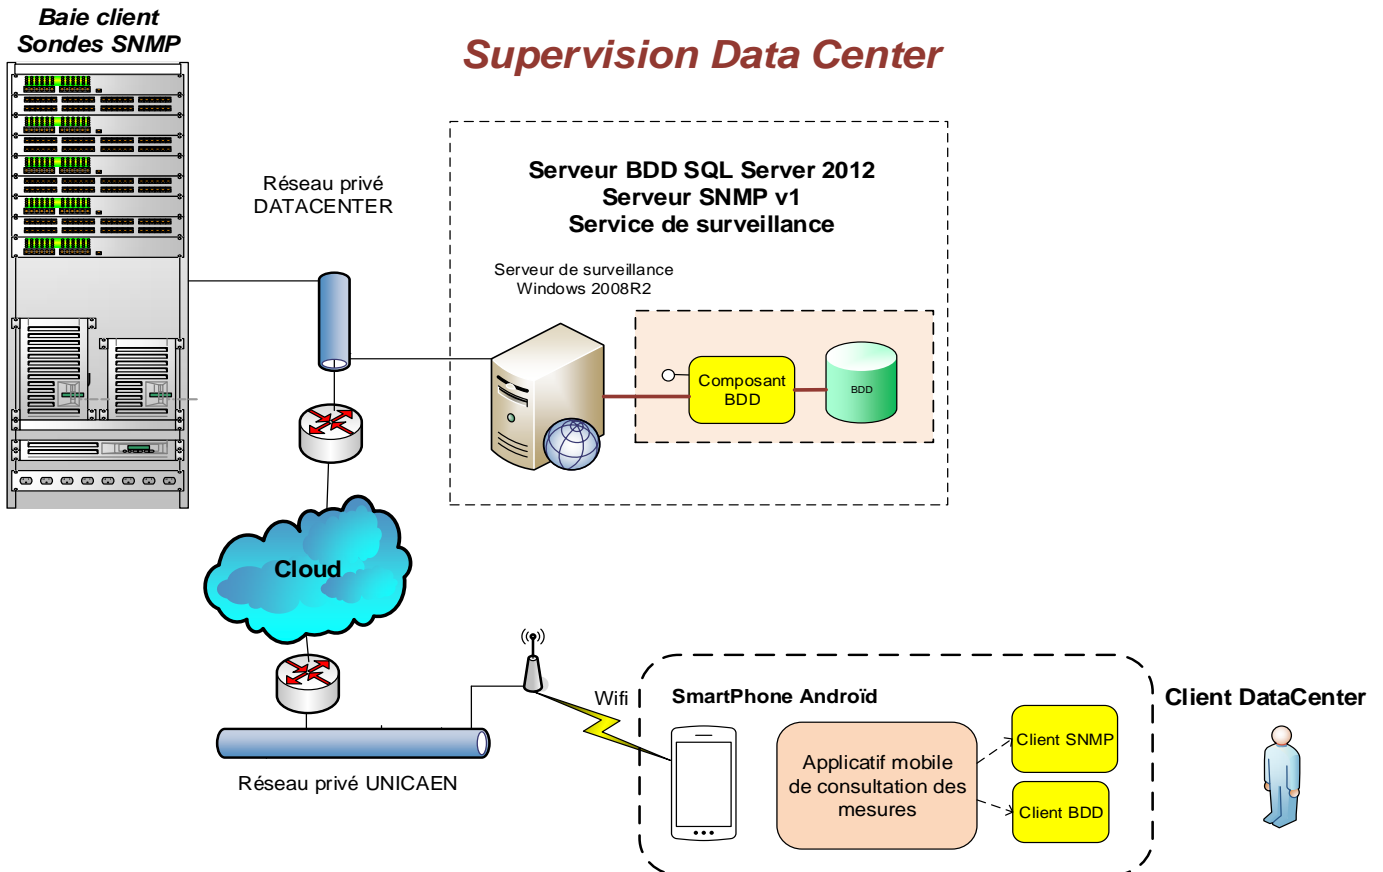 Baie client
Sondes SNMP
Supervision Data Center
Réseau privé
DATACENTER
Serveur BDD SQL Server 2012
Serveur SNMP v1
Service de surveillance
Serveur de surveillance
Windows 2008R2
Composant
BDD
BDD
Cloud
Wifi
SmartPhone Androïd
Client DataCenter
Applicatif mobile
de consultation des
mesures
Client SNMP
Client BDD
Réseau privé UNICAEN